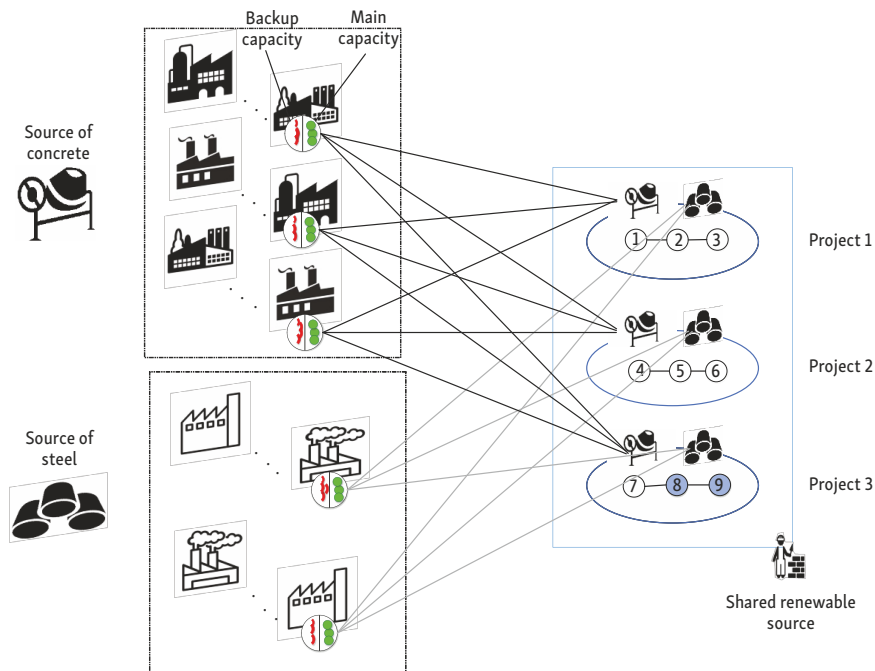 Backup
capacity
Main
capacity
Source of
concrete
1 2 3
Project 1
4 5 6
Project 2
Source of
steel
7 8 9
Project 3
Shared renewable
source